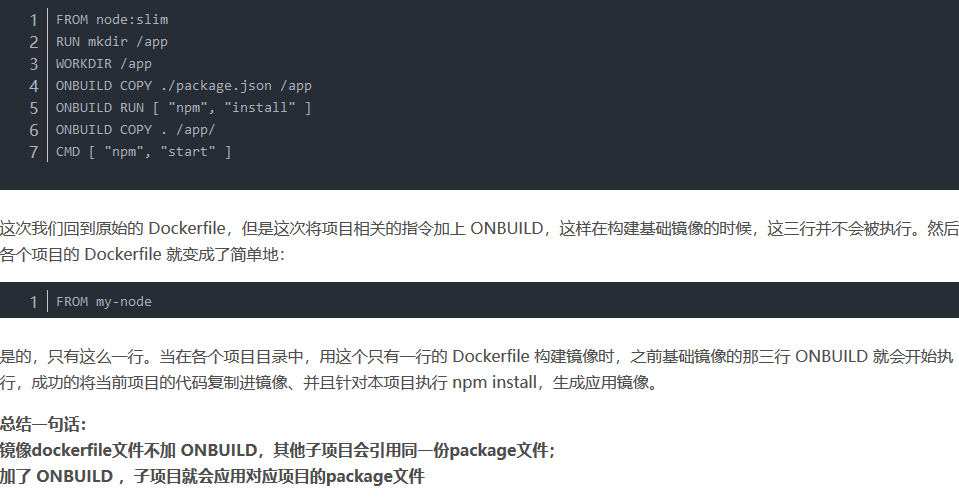 1 FROM node:slim
2 RUN mkdir /app
3 WORKDIR /app
4 ONBUILD COPY ./package.json /app
5 ONBUILD RUN [ "npm", "install" ]
6 ONBUILD COPY . /app/
7 CMD [ "npm", "start" ]
这次我们回到原始的 Dockerfile，但是这次将项目相关的指令加上 ONBUILD，这样在构建基础镜像的时候，这三行并不会被执行。然后
各个项目的 Dockerfile 就变成了简单地：
1 FROM my-node
是的，只有这么一行。当在各个项目目录中，用这个只有一行的 Dockerfile 构建镜像时，之前基础镜像的那三行 ONBUILD 就会开始执
行，成功的将当前项目的代码复制进镜像、并且针对本项目执行 npm install，生成应用镜像。
总结一句话：
镜像dockerfile文件不加 ONBUILD，其他子项目会引用同一份package文件；
加了 ONBUILD ，子项目就会应用对应项目的package文件